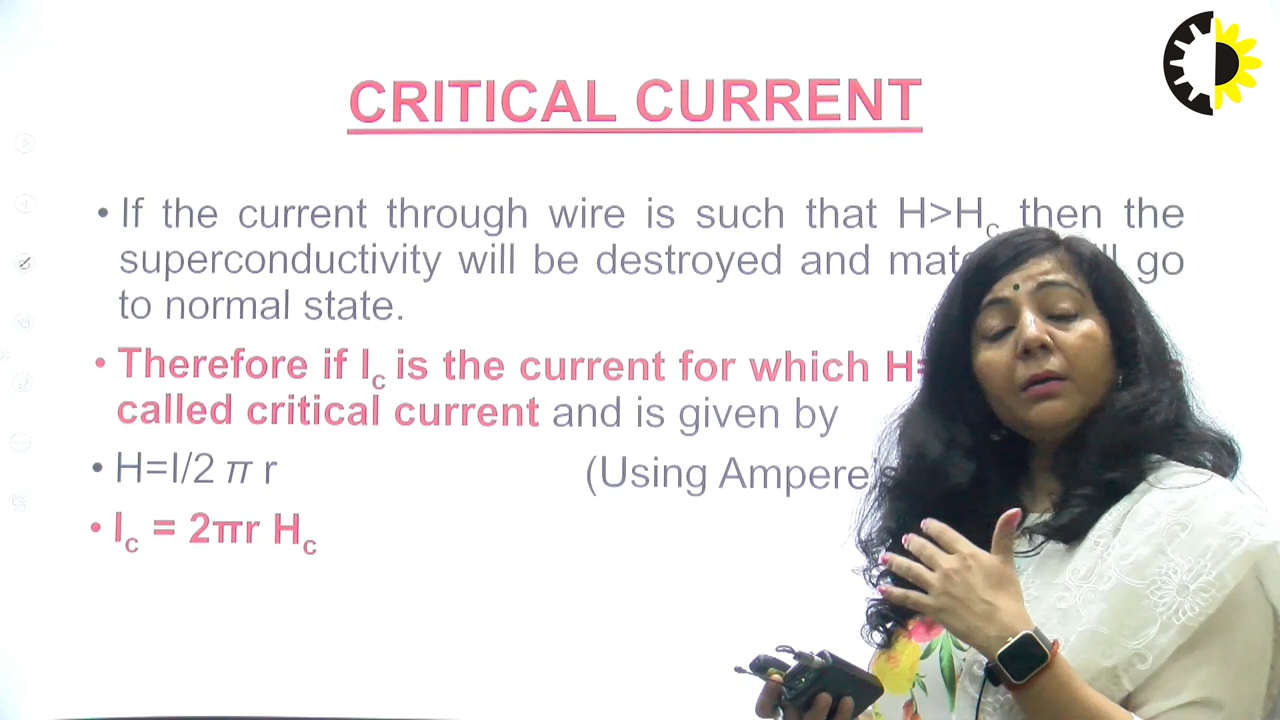 CRITICAL CURRENT
• If the current through wire is such that H>Hc then the
superconductivity will be destroyed and will go
to normal state.
• Therefore if Ic is the current for which H=
called critical current and is given by
• H=I/2 π r (Using Ampere's
• Ic = 2πr Hc